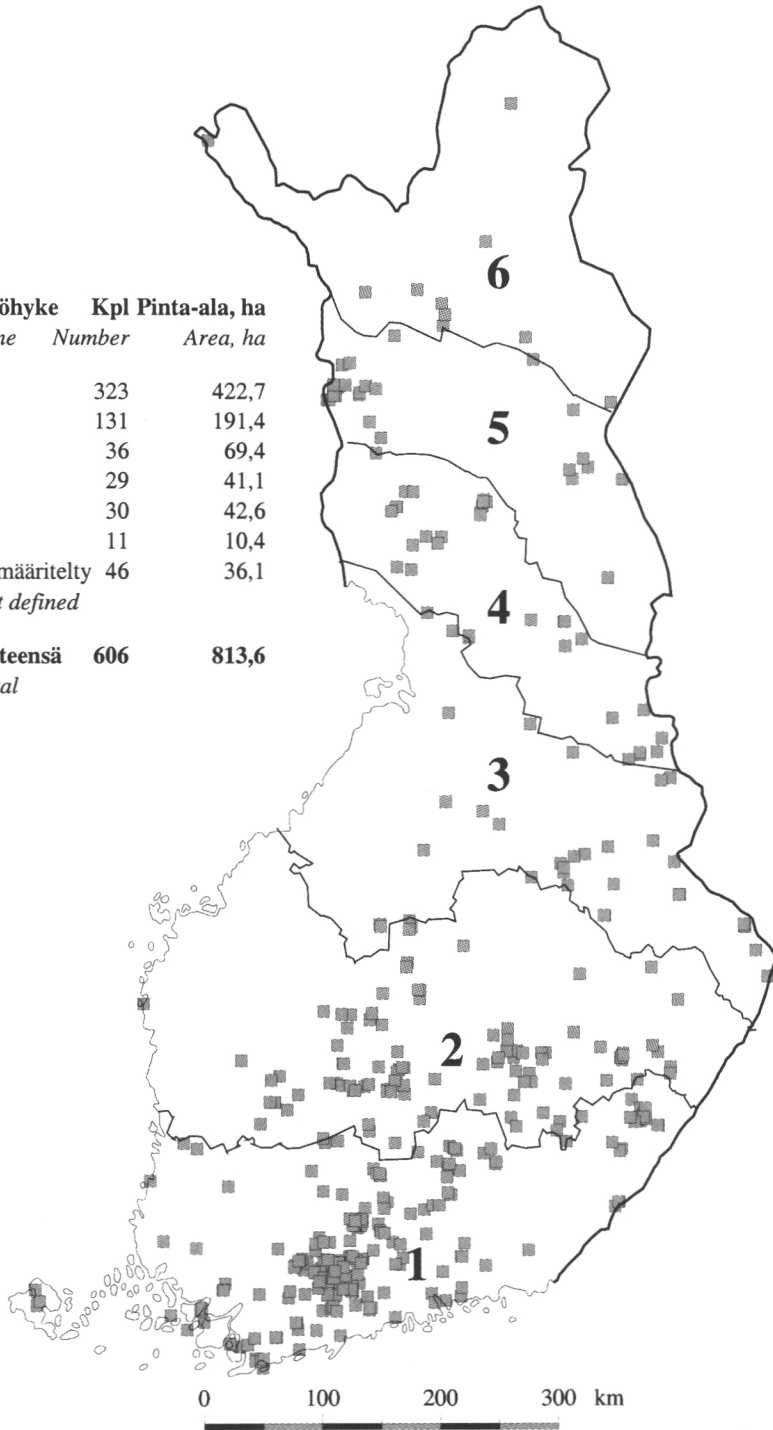 öhyke Kpl Pinta-ala, ha
ne Number Area, ha
323 422,7
131 191,4
36 69,4
29 41,1
30 42,6
11 10,4
määritelty 46 36,1
t defined
teensä 606 813,6
al
6
5
4
3
2
1
0 100 200 300 km